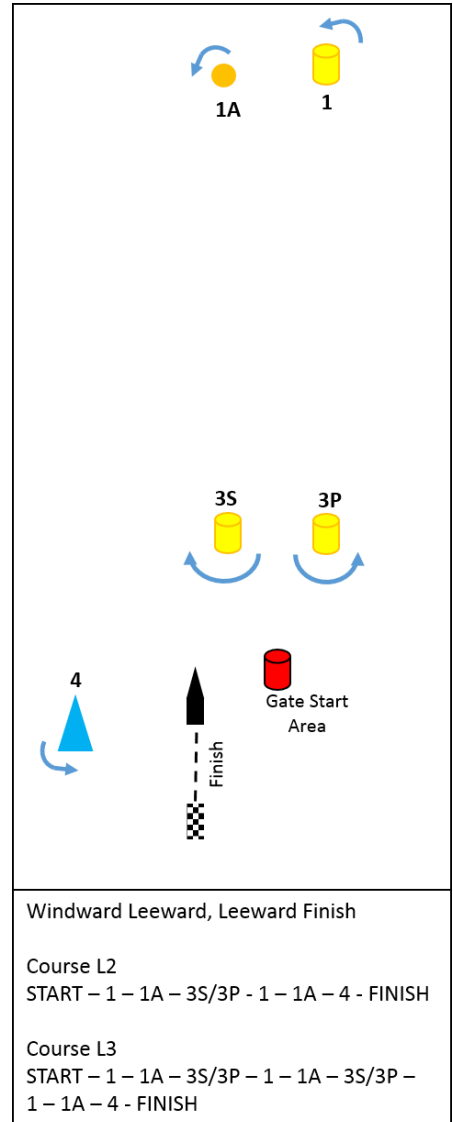 1A
1
3S
3P
4
Gate Start
Area
Finish
Windward Leeward, Leeward Finish
Course L2
START – 1 – 1A – 3S/3P - 1 – 1A – 4 - FINISH
Course L3
START – 1 – 1A – 3S/3P – 1 – 1A – 3S/3P –
1 – 1A – 4 - FINISH